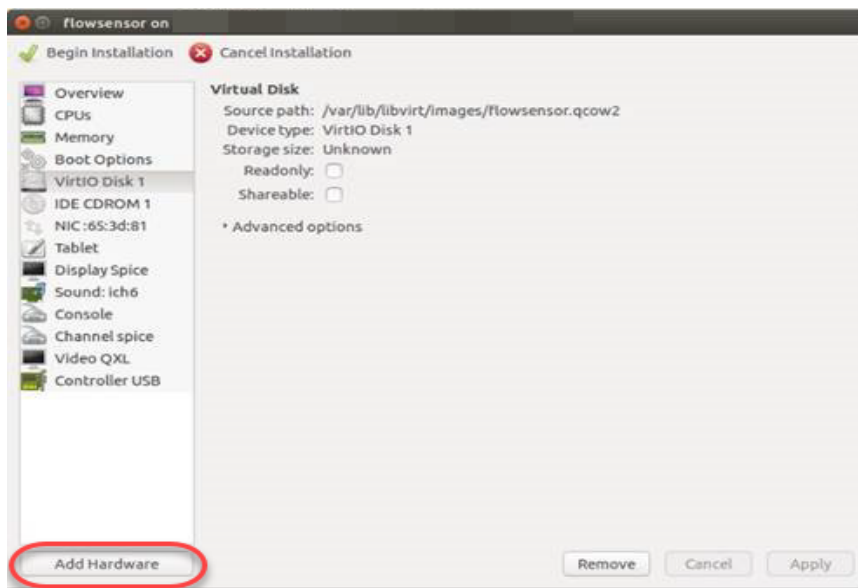 flowsensor on
Begin Installation Cancel Installation
Overview
CPUs
Memory
Boot Options
VirtIO Disk 1
IDE CDROM 1
NIC :65:3d:81
Tablet
Display Spice
Sound: ich6
Console
Channel spice
Video QXL
Controller USB
Virtual Disk
Source path: /var/lib/libvirt/images/flowsensor.qcow2
Device type: VirtIO Disk 1
Storage size: Unknown
Readonly:
Shareable:
Advanced options
Add Hardware
Remove Cancel Apply